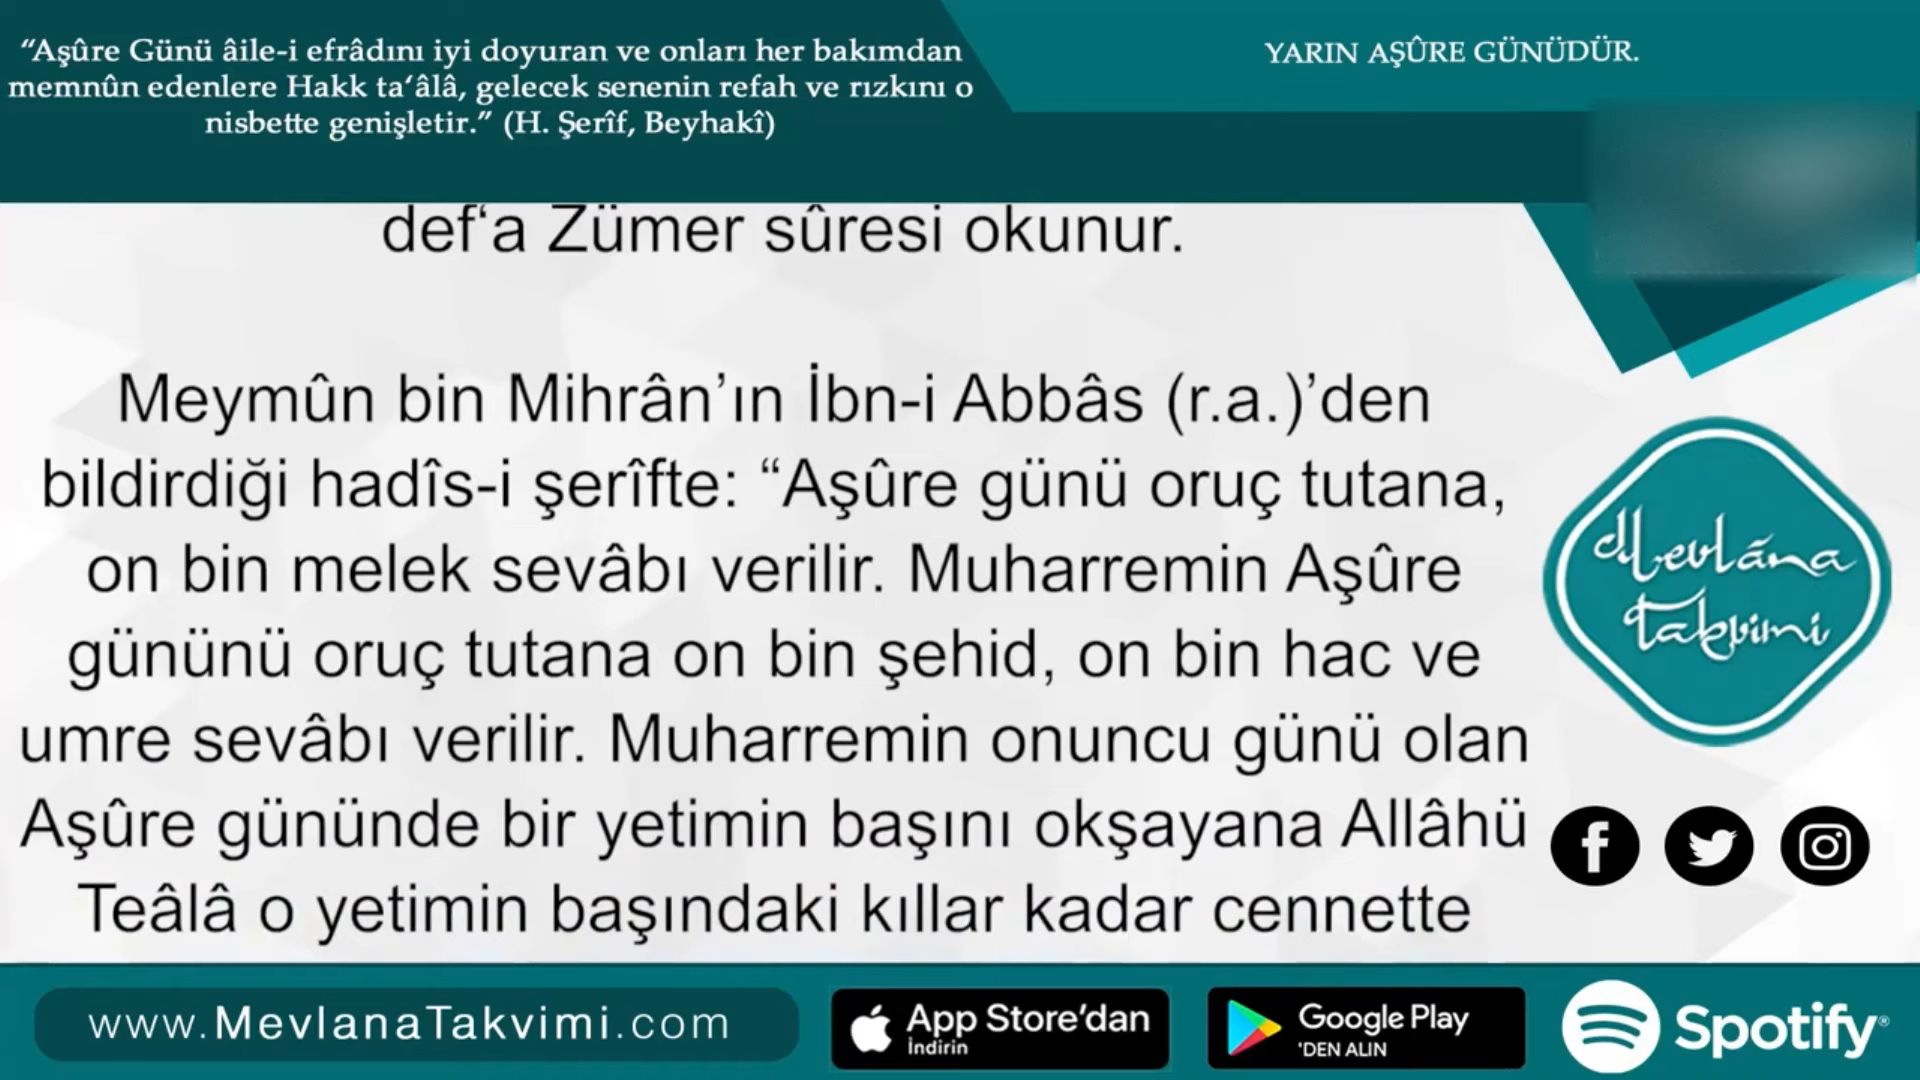 “Aşûre Günü âile-i efrâdını iyi doyuran ve onları her bakımdan
memnûn edenlere Hakk ta‘âlâ, gelecek senenin refah ve rızkını o
nisbette genişletir.” (H. Şerîf, Beyhakî)
YARIN AŞÛRE GÜNÜDÜR.
def‘a Zümer sûresi okunur.
Meymûn bin Mihrân’ın İbn-i Abbâs (r.a.)’den
bildirdiği hadîs-i şerîfte: “Aşûre günü oruç tutana,
on bin melek sevâbı verilir. Muharremin Aşûre
gününü oruç tutana on bin şehid, on bin hac ve
umre sevâbı verilir. Muharremin onuncu günü olan
Aşûre gününde bir yetimin başını okşayana Allâhü
Teâlâ o yetimin başındaki kıllar kadar cennette
Mevlâna
Takvimi
www.MevlanaTakvimi.com
App Store’dan
İndirin
Google Play
'DEN ALIN
Spotify®